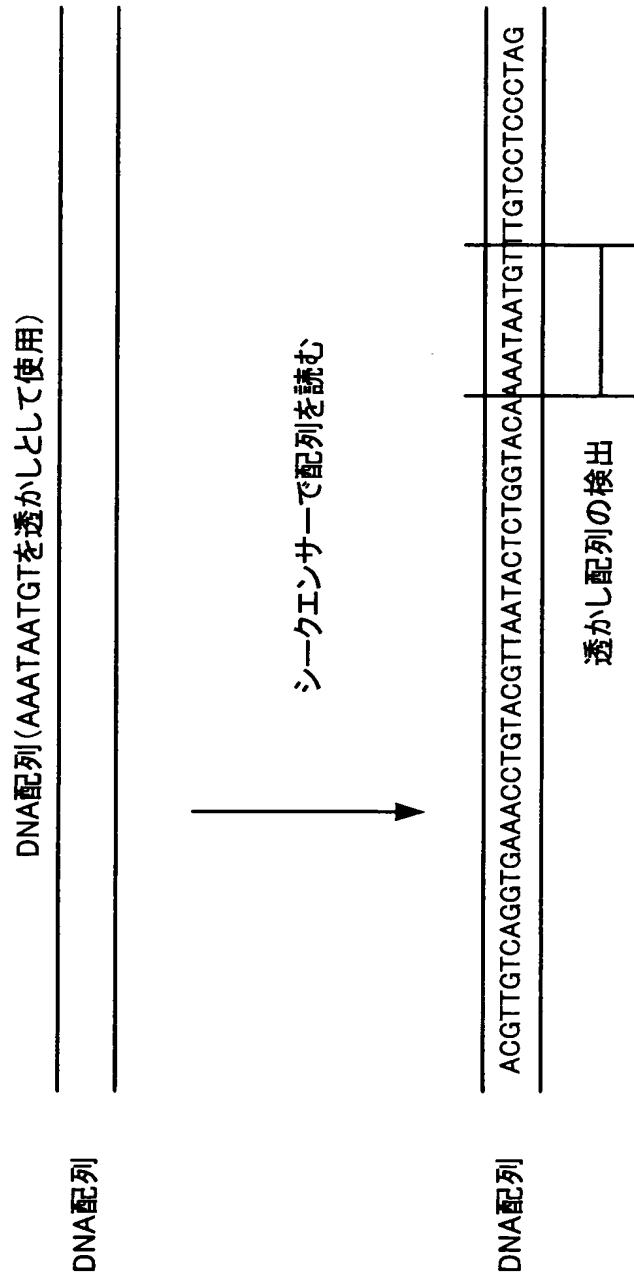 DNA配列(AAATAATGTを透かしとして使用)
DNA配列
シークエンサーで配列を読む
DNA配列
ACGTTGTCAGGTGAAACCTGTACGTTAATACTCTGGTACAAAATAATGTTTGTCCTCCCTAG
透かし配列の検出